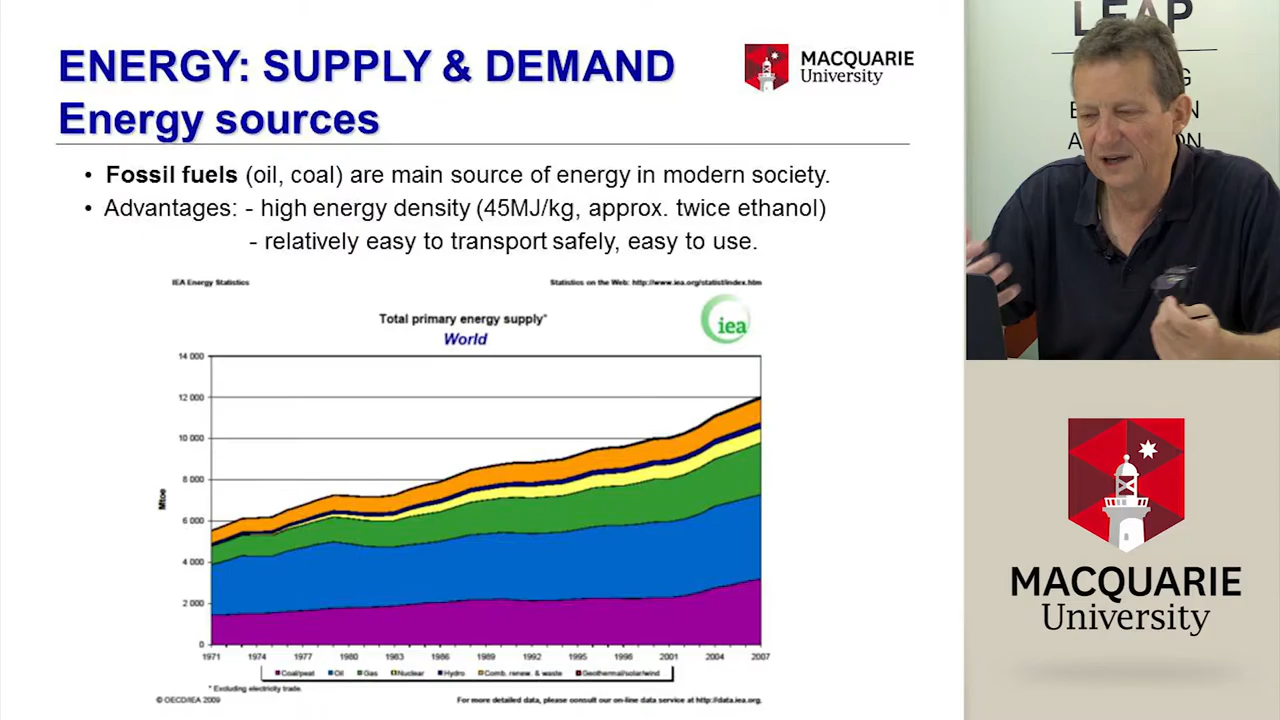 ENERGY: SUPPLY & DEMAND
Energy sources
MACQUARIE
University
• Fossil fuels (oil, coal) are main source of energy in modern society.
• Advantages: - high energy density (45MJ/kg, approx. twice ethanol)
- relatively easy to transport safely, easy to use.
IEA Energy Statistics
Statistics on the Web: http://www.iea.org/statist/index.htm
Total primary energy supply*
World
iea
14 000
12 000
10 000
8 000
6 000
4 000
2 000
0
Mtoe
1971 1974 1977 1980 1983 1986 1989 1992 1995 1998 2001 2004 2007
Coal/peat Oil Gas Nuclear Hydro Comb. renew. & waste Geothermal/solar/wind
* Excluding electricity trade.
© OECD/IEA 2009
For more detailed data, please consult our on-line data service at http://data.iea.org.
LEAP
MACQUARIE
University